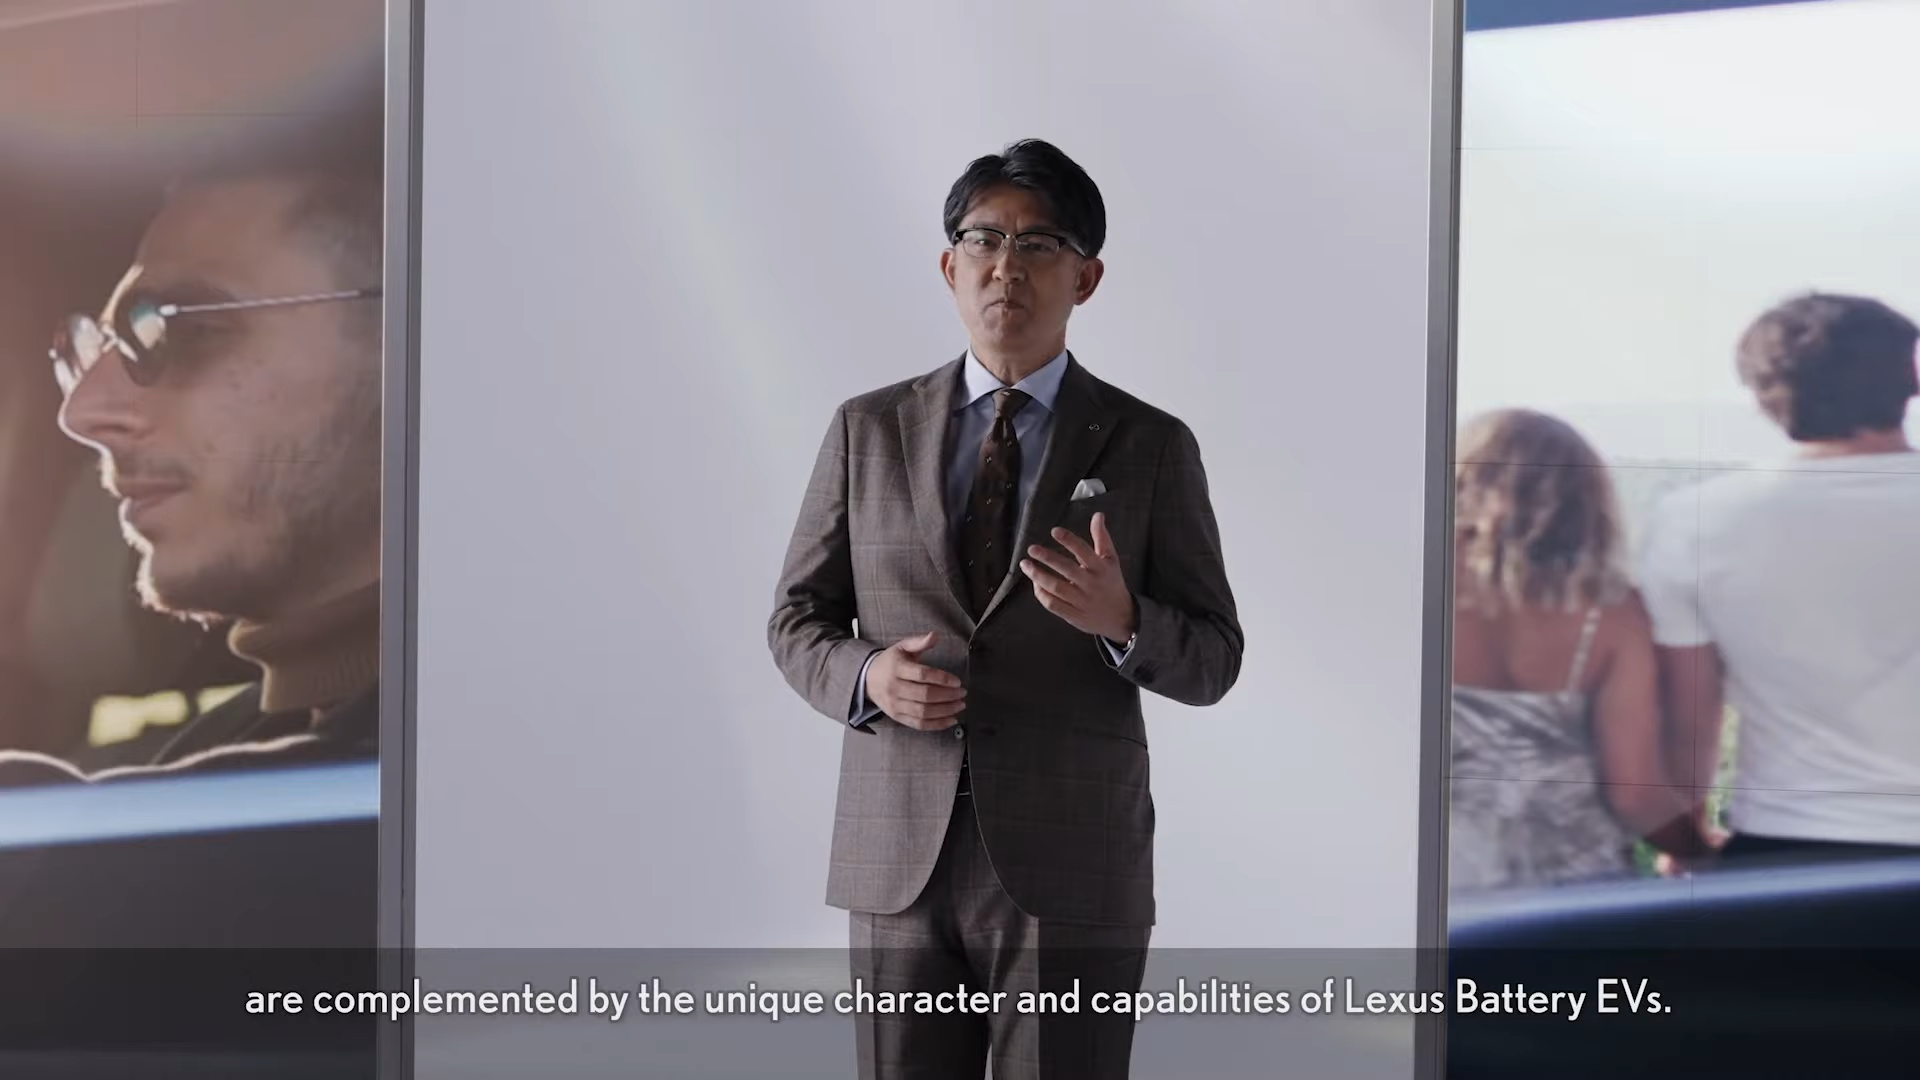 are complemented by the unique character and capabilities of Lexus Battery EVs.